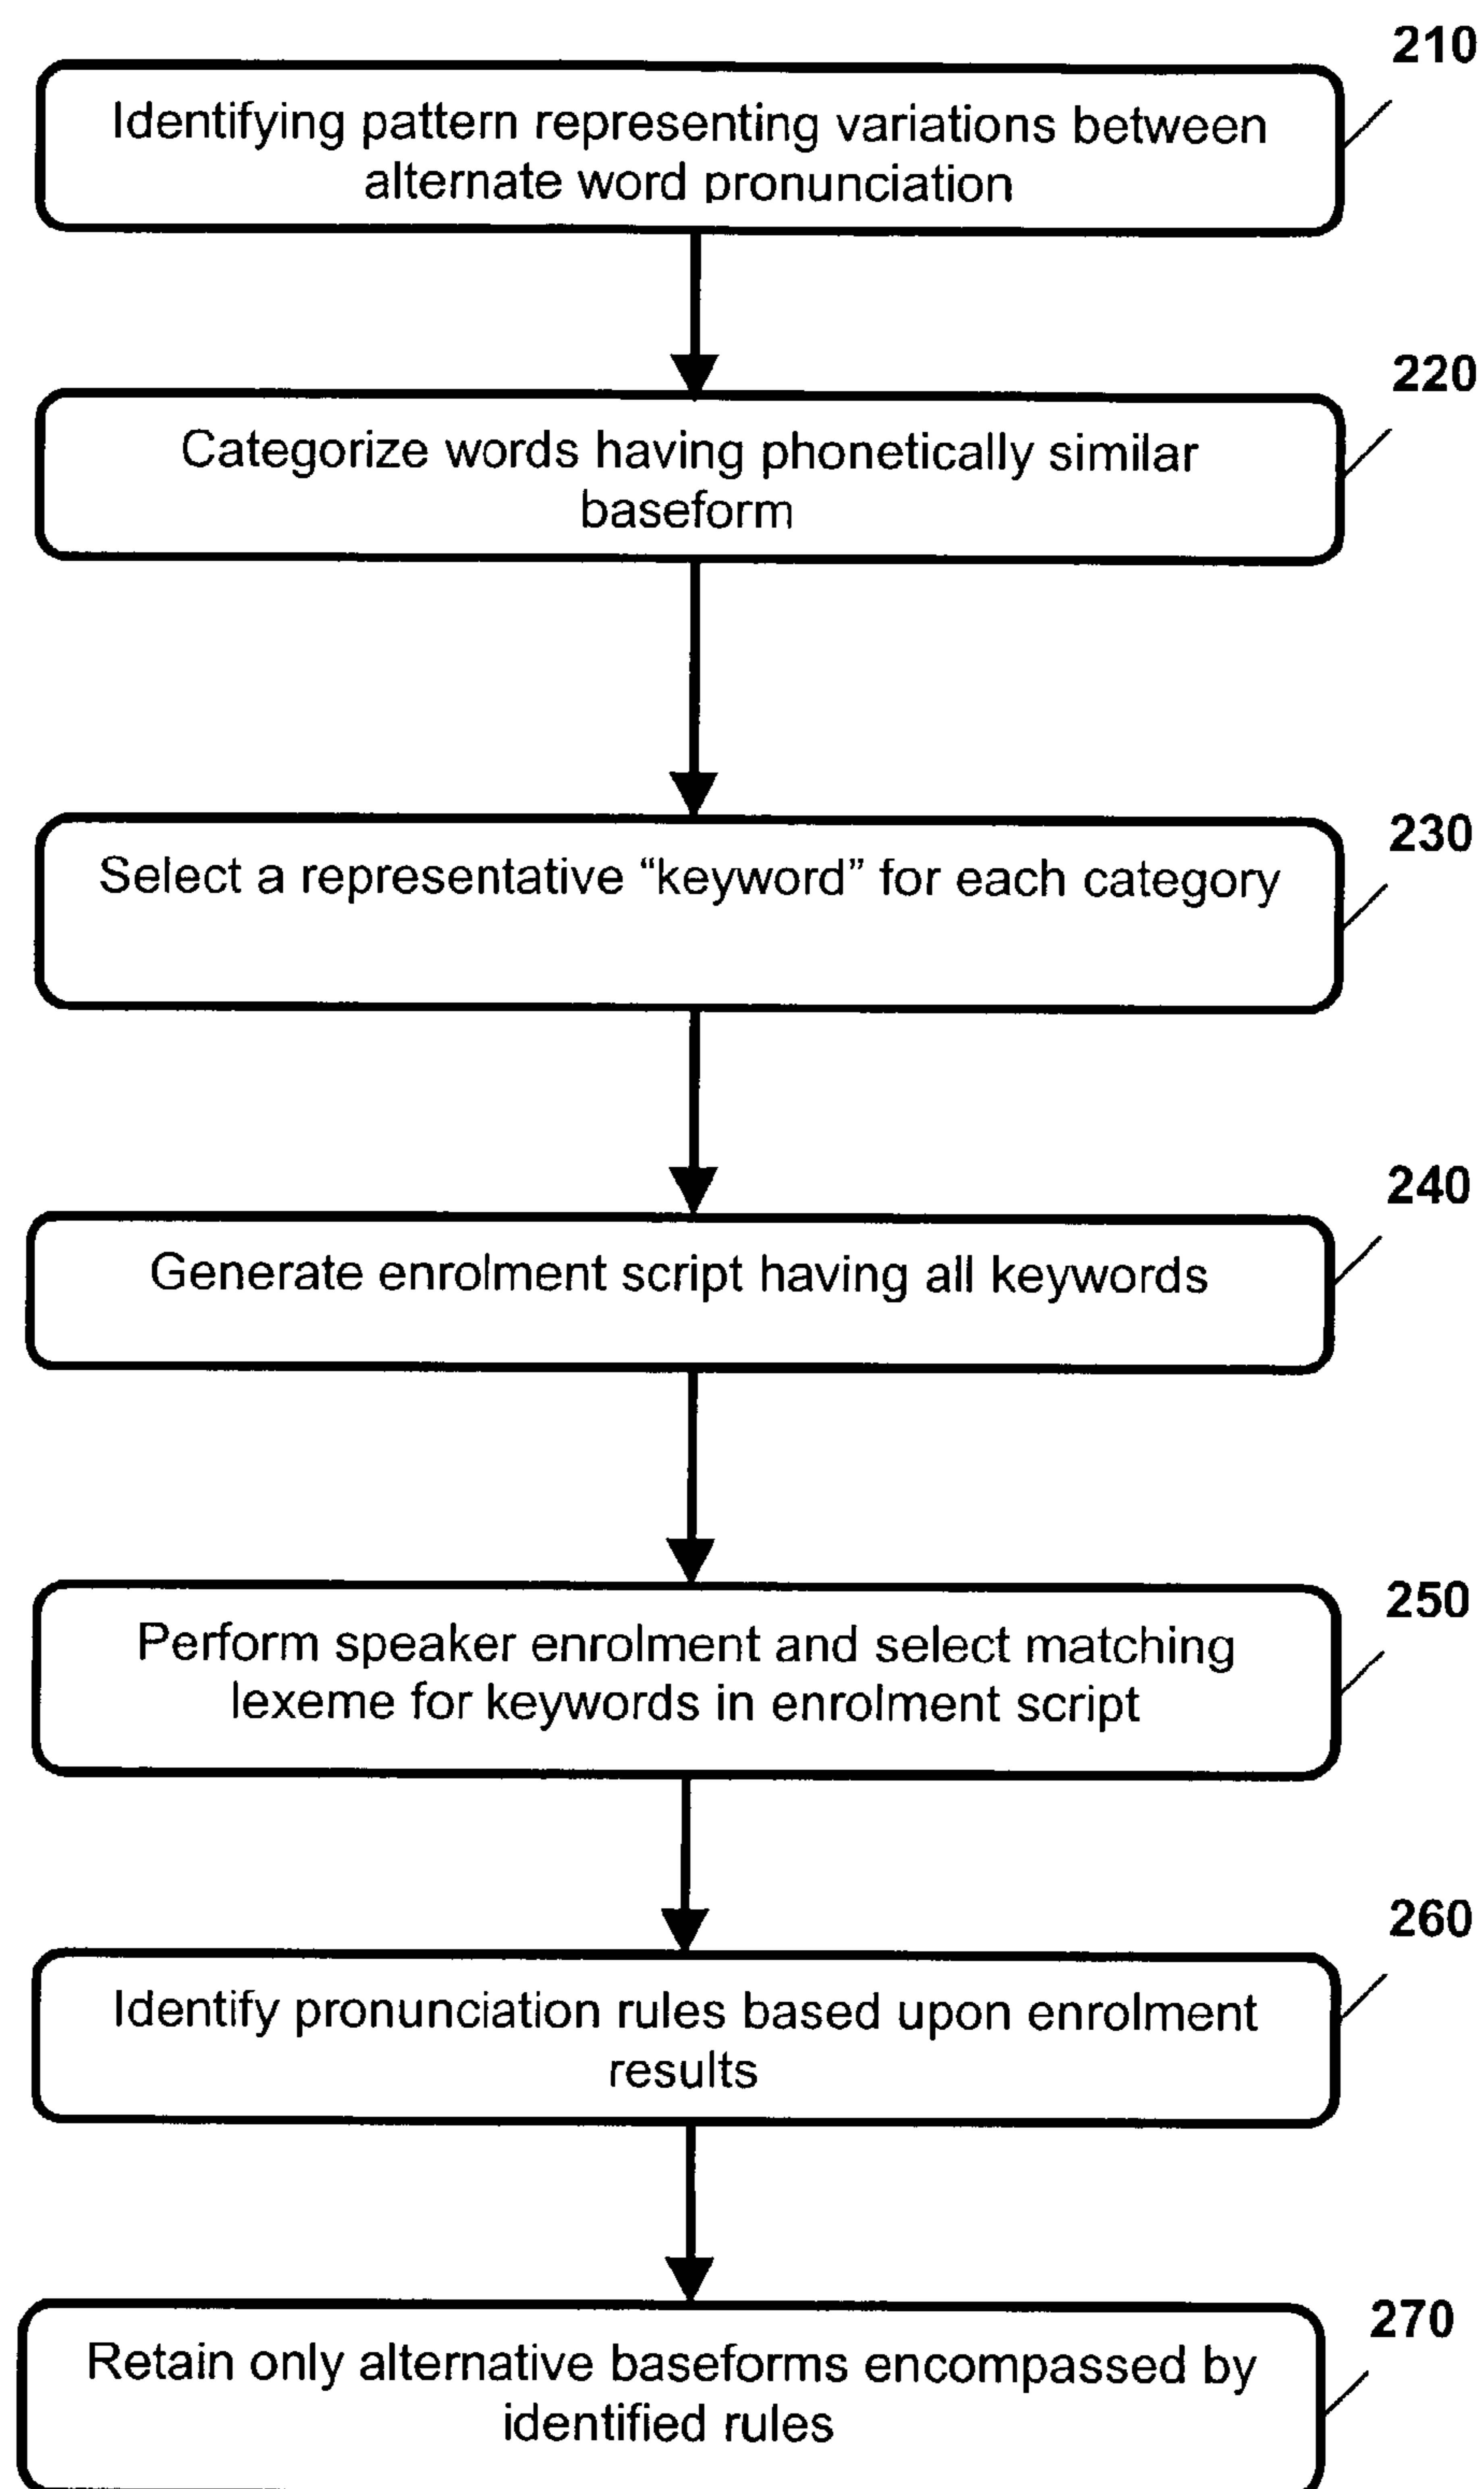 210
Identifying pattern representing variations between
alternate word pronunciation
220
Categorize words having phonetically similar
baseform
230
Select a representative “keyword” for each category
240
Generate enrolment script having all keywords
250
Perform speaker enrolment and select matching
lexeme for keywords in enrolment script
260
Identify pronunciation rules based upon enrolment
results
270
Retain only alternative baseforms encompassed by
identified rules